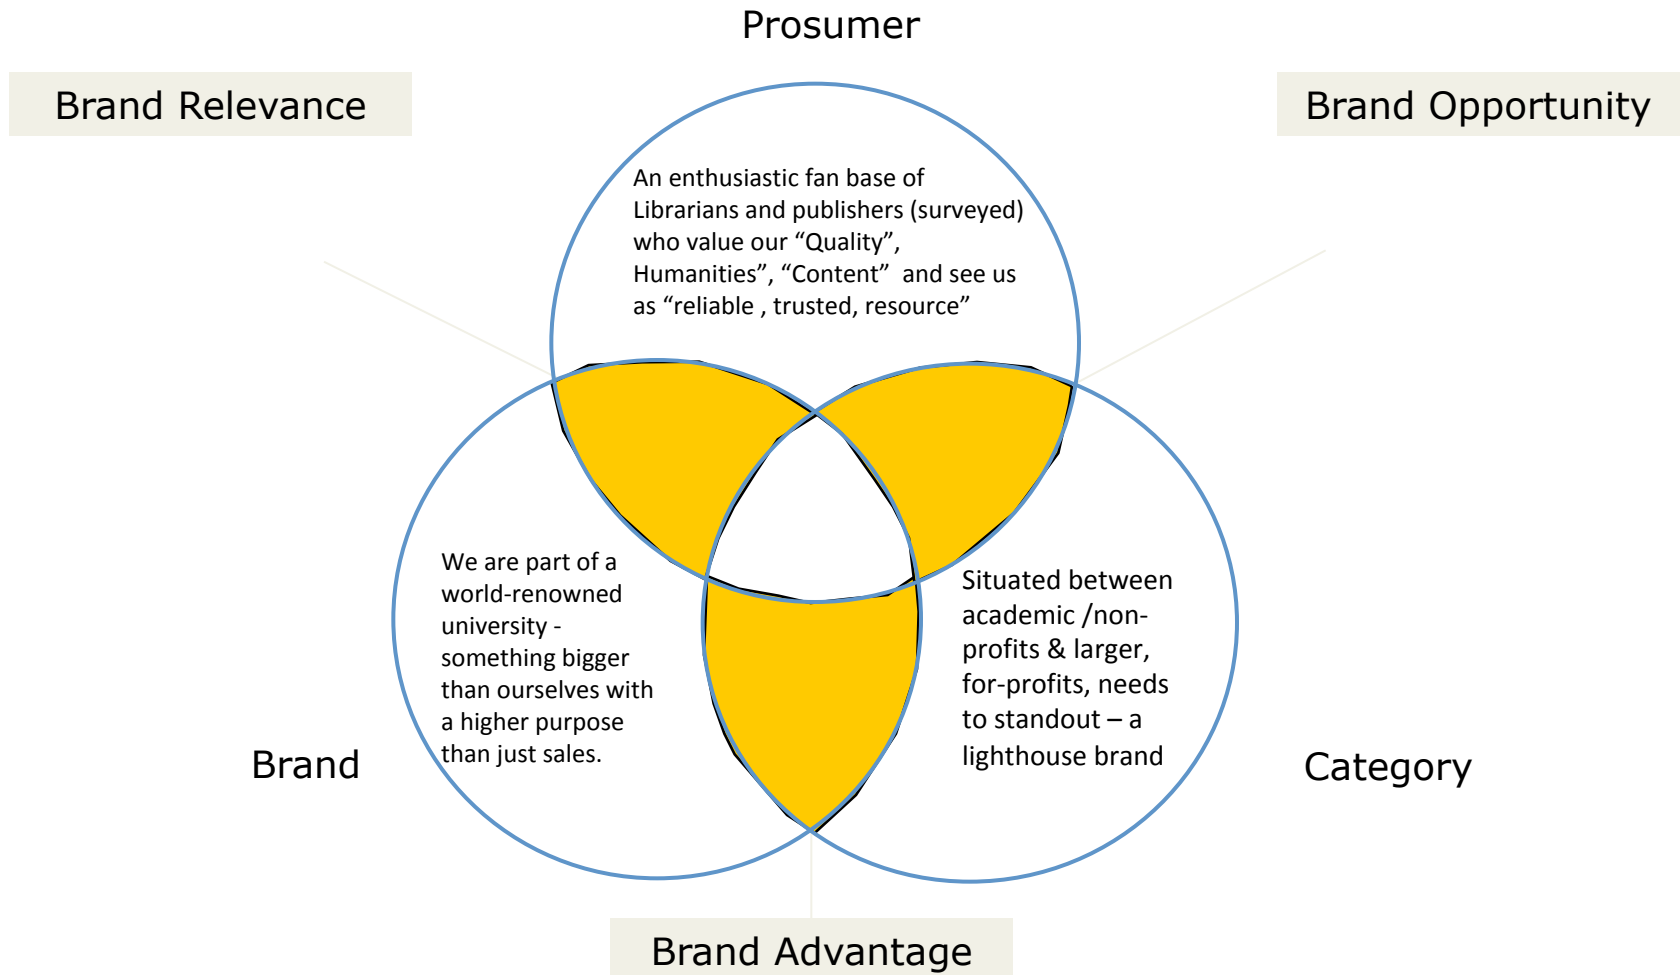 Prosumer
Brand Relevance
Brand Opportunity
An enthusiastic fan base of
Librarians and publishers (surveyed)
who value our “Quality”,
Humanities”, “Content”  and see us
as “reliable , trusted, resource”
We are part of a
world-renowned
university -
something bigger
than ourselves with
a higher purpose
than just sales.
Situated between
academic /non-
profits & larger,
for-profits, needs
to standout – a
lighthouse brand
Brand
Category
Brand Advantage